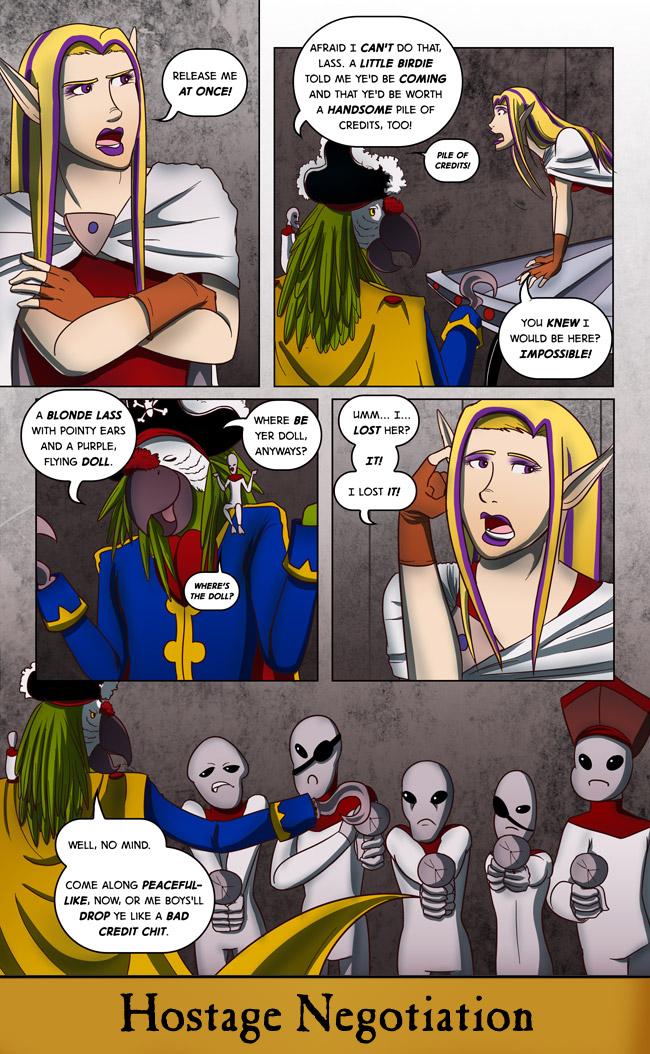 RELEASE ME
AT ONCE!
AFRAID I CAN'T DO THAT,
LASS. A LITTLE BIRDIE
TOLD ME YE'D BE COMING
AND THAT YE'D BE WORTH
A HANDSOME PILE OF
CREDITS, TOO!
PILE OF
CREDITS!
YOU KNEW I
WOULD BE HERE?
IMPOSSIBLE!
A BLONDE LASS
WITH POINTY EARS
AND A PURPLE,
FLYING DOLL.
WHERE BE
YER DOLL,
ANYWAYS?
WHERE'S
THE DOLL?
UMM... I...
LOST HER?
IT!
I LOST IT!
WELL, NO MIND.
COME ALONG PEACEFUL-
LIKE, NOW, OR ME BOYS'LL
DROP YE LIKE A BAD
CREDIT CHIT.
Hostage Negotiation